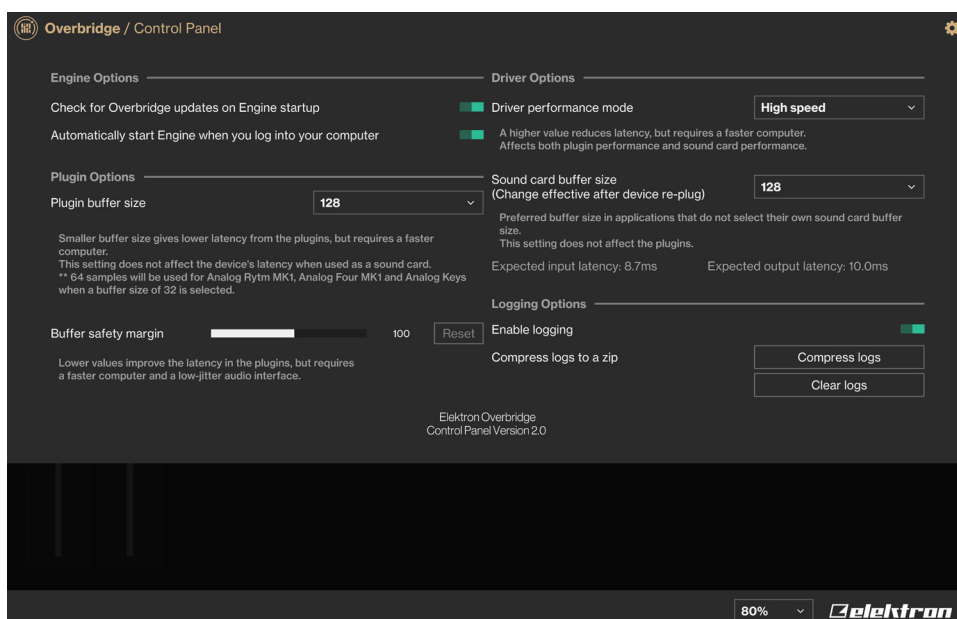 Overbridge / Control Panel
Engine Options
Check for Overbridge updates on Engine startup
Automatically start Engine when you log into your computer
Plugin Options
Plugin buffer size
128
Smaller buffer size gives lower latency from the plugins, but requires a faster
computer.
This setting does not affect the device's latency when used as a sound card.
** 64 samples will be used for Analog Rytm MK1, Analog Four MK1 and Analog Keys
when a buffer size of 32 is selected.
Buffer safety margin
100
Reset
Lower values improve the latency in the plugins, but requires
a faster computer and a low-jitter audio interface.
Driver Options
Driver performance mode
High speed
A higher value reduces latency, but requires a faster computer.
Affects both plugin performance and sound card performance.
Sound card buffer size
(Change effective after device re-plug)
128
Preferred buffer size in applications that do not select their own sound card buffer
size.
This setting does not affect the plugins.
Expected input latency: 8.7ms
Expected output latency: 10.0ms
Logging Options
Enable logging
Compress logs to a zip
Compress logs
Clear logs
Elektron Overbridge
Control Panel Version 2.0
80%
elektron